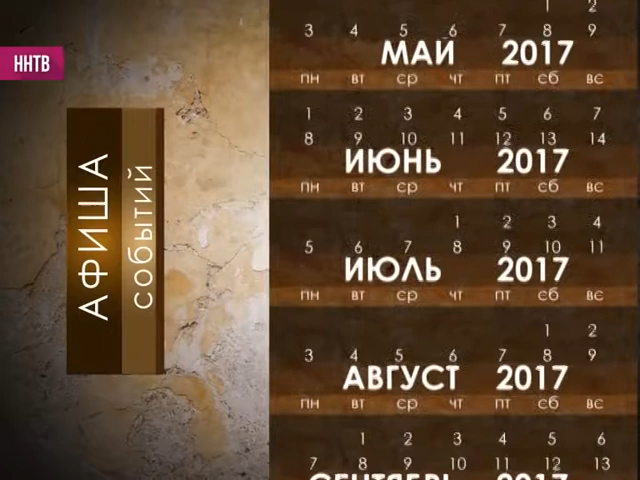 ННТВ
АФИША
событий
1 2
3 4 5 6 7 8 9
МАЙ 2017
пн вт ср чт пт сб вс
1 2 3 4 5 6 7
8 9 10 11 12 13 14
ИЮНЬ 2017
пн вт ср чт пт сб вс
1 2 3 4
5 6 7 8 9 10 11
ИЮЛЬ 2017
пн вт ср чт пт сб вс
1 2
3 4 5 6 7 8 9
АВГУСТ 2017
пн вт ср чт пт сб вс
1 2 3 4 5 6
7 8 9 10 11 12 13
СЕНТЯБРЬ 2017